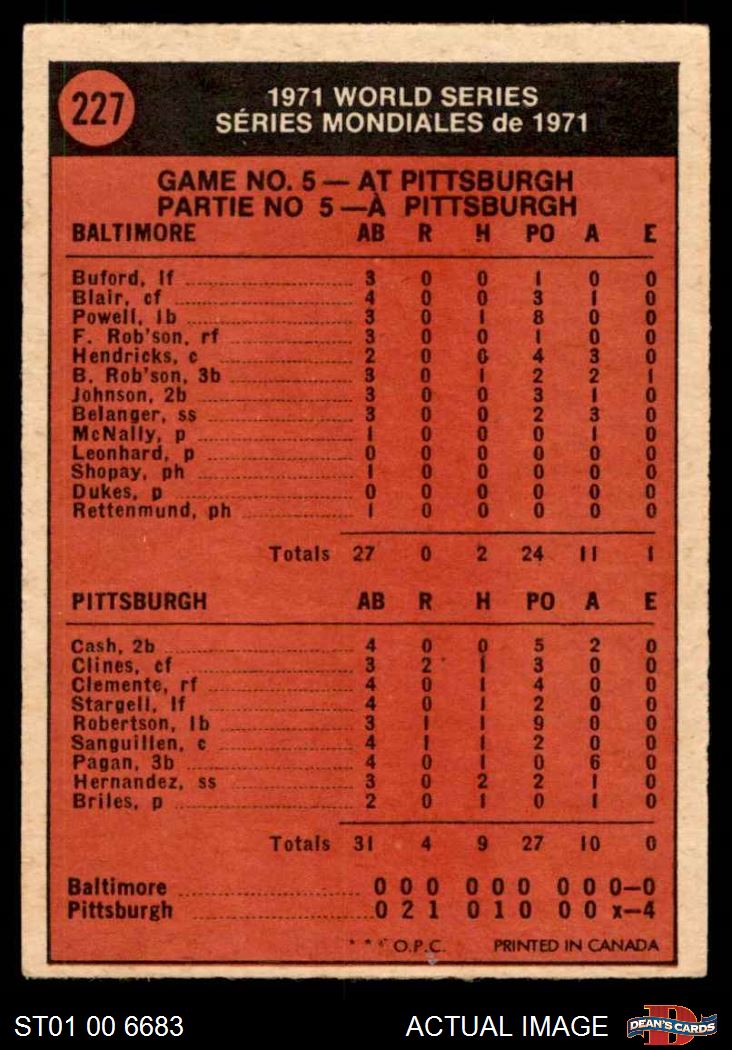 227
1971 WORLD SERIES
SÉRIES MONDIALES de 1971
GAME NO. 5 — AT PITTSBURGH
PARTIE NO 5 —À PITTSBURGH
BALTIMORE AB R H PO A E
Buford, lf 3 0 0 1 0 0
Blair, cf 4 0 0 3 1 0
Powell, 1b 3 0 1 8 0 0
F. Rob'son, rf 3 0 0 1 0 0
Hendricks, c 2 0 0 4 3 0
B. Rob'son, 3b 3 0 1 2 2 1
Johnson, 2b 3 0 0 3 1 0
Belanger, ss 3 0 0 2 3 0
McNally, p 1 0 0 0 1 0
Leonhard, p 0 0 0 0 0 0
Shopay, ph 1 0 0 0 0 0
Dukes, p 0 0 0 0 0 0
Rettenmund, ph 1 0 0 0 0 0
Totals 27 0 2 24 11 1
PITTSBURGH AB R H PO A E
Cash, 2b 4 0 0 5 2 0
Clines, cf 3 2 1 3 0 0
Clemente, rf 4 0 1 4 0 0
Stargell, lf 4 0 1 2 0 0
Robertson, 1b 3 1 1 9 0 0
Sanguillen, c 4 1 1 2 0 0
Pagan, 3b 4 0 1 0 6 0
Hernandez, ss 3 0 2 2 1 0
Briles, p 2 0 1 0 1 0
Totals 31 4 9 27 10 0
Baltimore 0 0 0 0 0 0 0 0 0—0
Pittsburgh 0 2 1 0 1 0 0 0 x—4
* * * O.P.C. PRINTED IN CANADA
ST01 00 6683 ACTUAL IMAGE DEAN'S CARDS